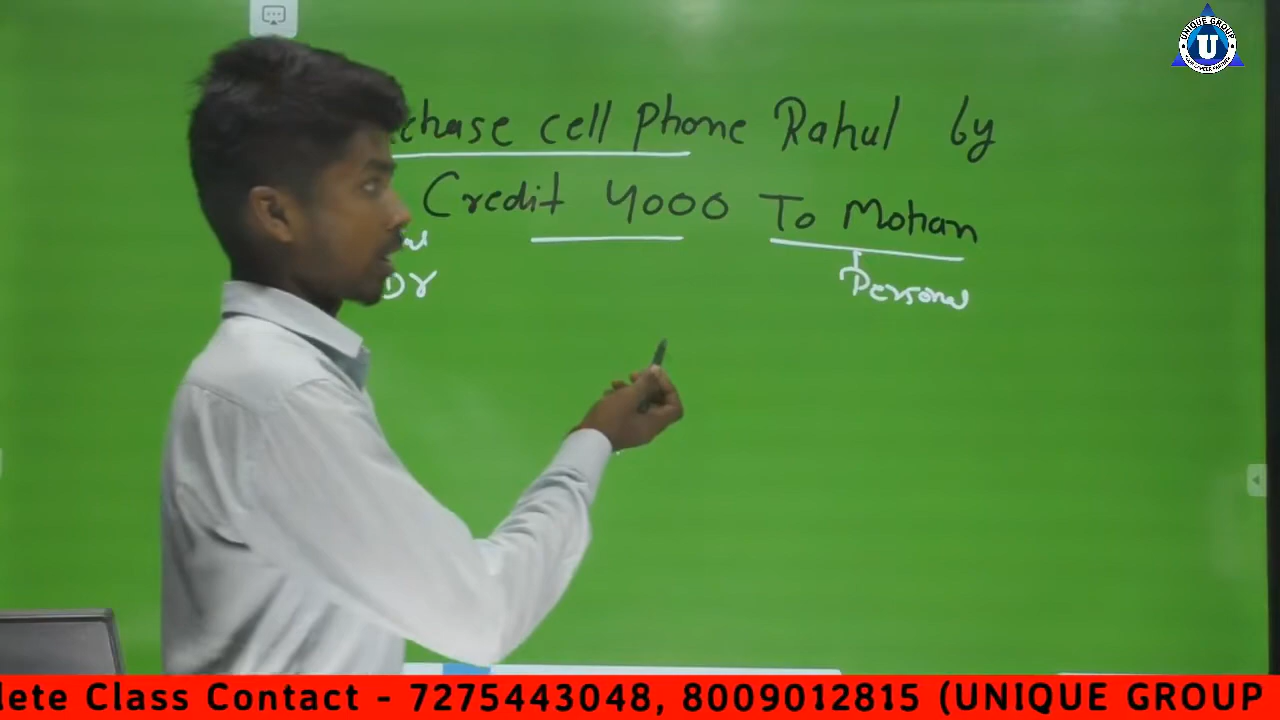 UNIQUE GROUP
U
chase cell phone Rahul by
Credit 4000 To Mohan
Dr
Personal
lete Class Contact - 7275443048, 8009012815 (UNIQUE GROUP